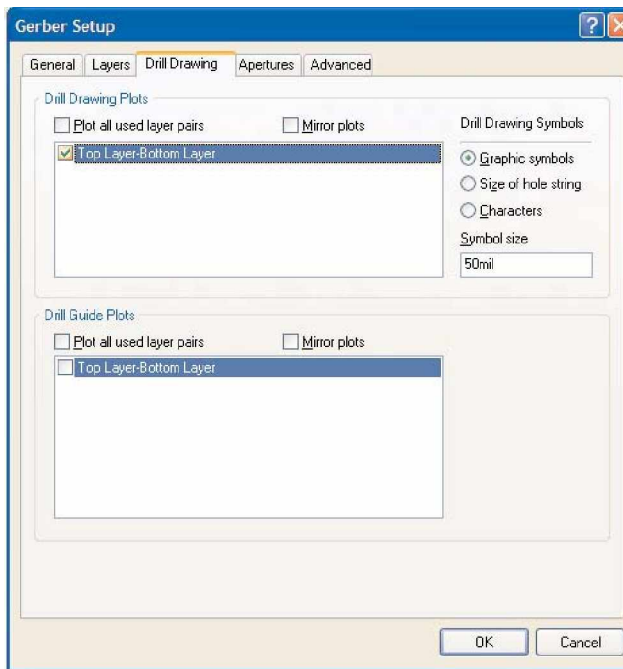 Gerber Setup
General Layers Drill Drawing Apertures Advanced
Drill Drawing Plots
Plot all used layer pairs
Mirror plots
Top Layer-Bottom Layer
Drill Drawing Symbols
Graphic symbols
Size of hole string
Characters
Symbol size
50mil
Drill Guide Plots
Plot all used layer pairs
Mirror plots
Top Layer-Bottom Layer
OK
Cancel